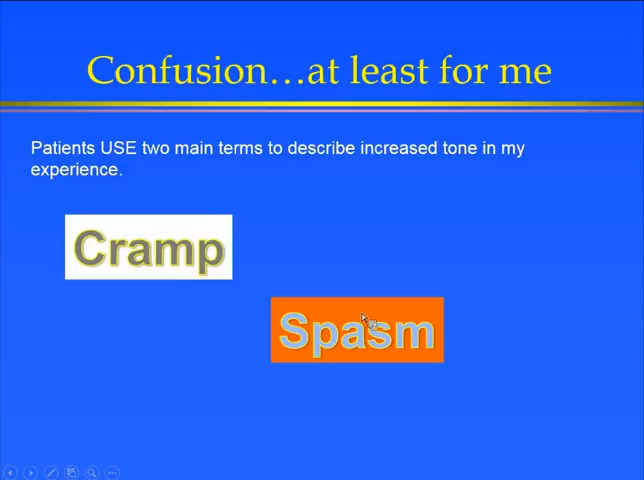 Confusion…at least for me
Patients USE two main terms to describe increased tone in my
experience.
Cramp
Spasm